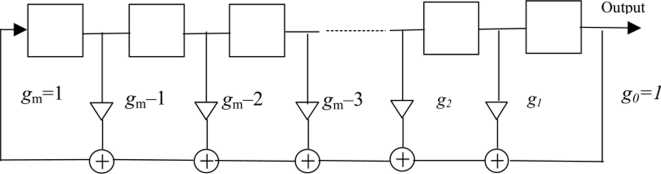 Output
gm=1 gm–1 gm–2 gm–3 g2 g1 g0=1
+ + + + +